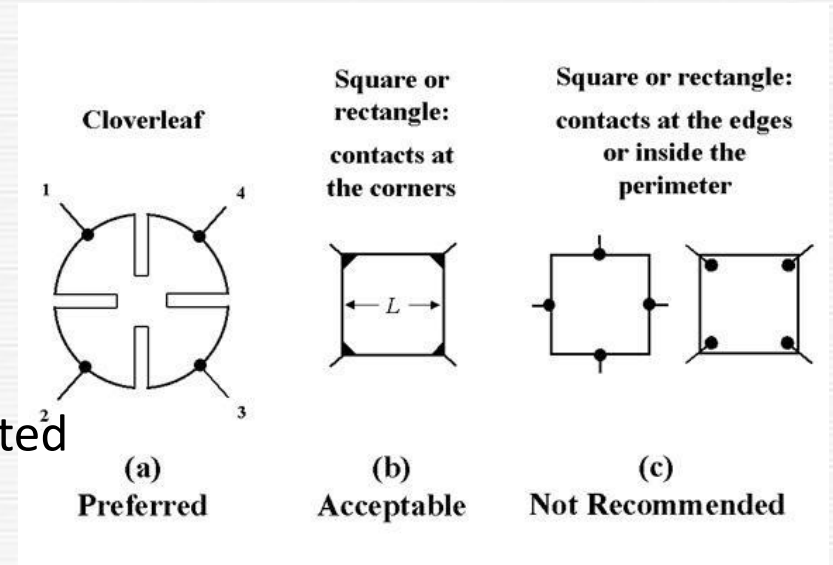 Cloverleaf
1
4
2
3
(a)
Preferred
Square or
rectangle:
contacts at
the corners
L
(b)
Acceptable
Square or rectangle:
contacts at the edges
or inside the
perimeter
(c)
Not Recommended
ted